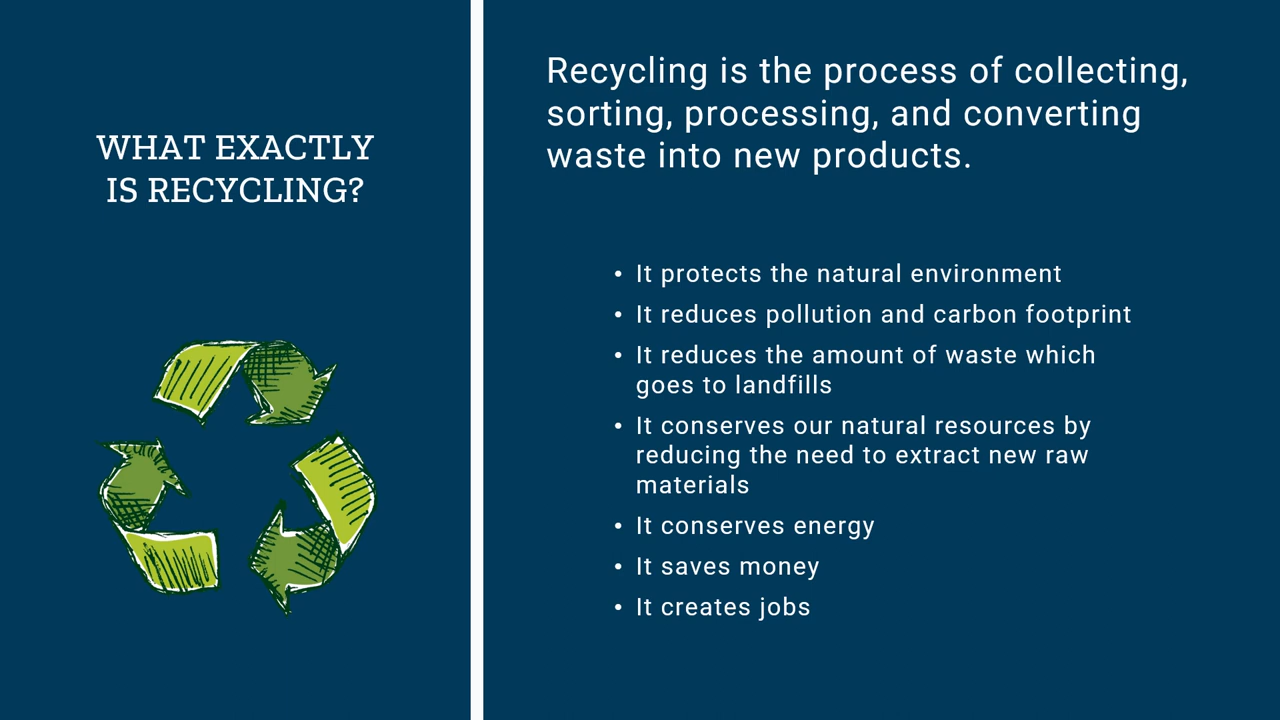 WHAT EXACTLY
IS RECYCLING?
Recycling is the process of collecting,
sorting, processing, and converting
waste into new products.
• It protects the natural environment
• It reduces pollution and carbon footprint
• It reduces the amount of waste which
goes to landfills
• It conserves our natural resources by
reducing the need to extract new raw
materials
• It conserves energy
• It saves money
• It creates jobs